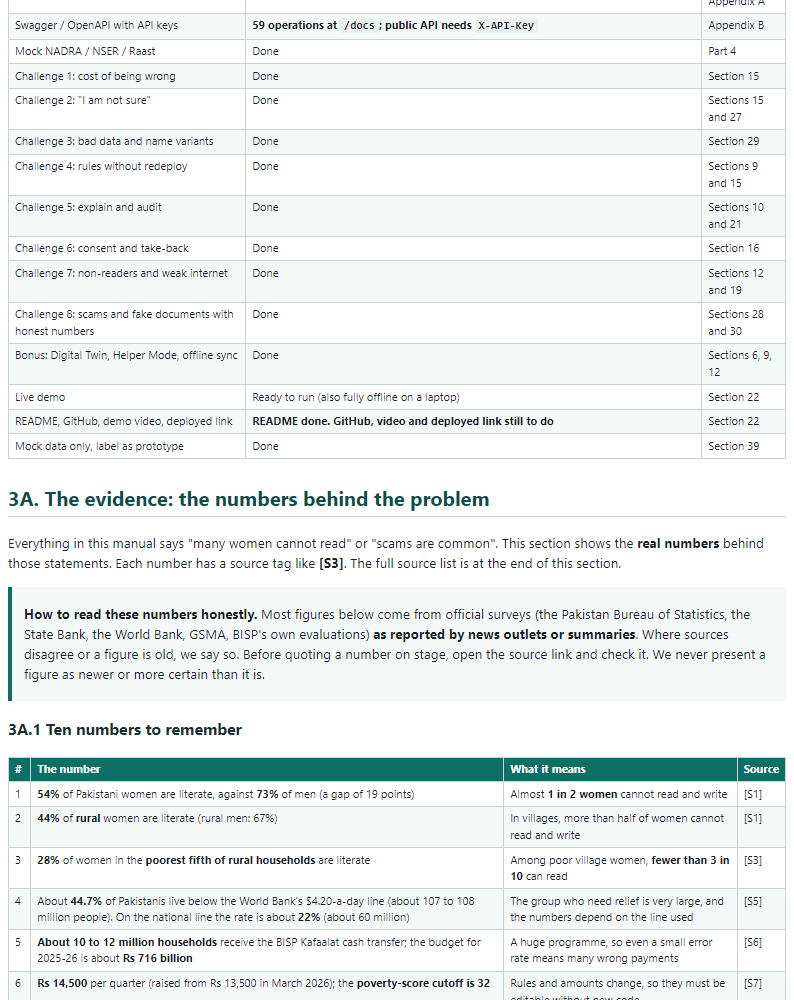 Appendix A
Swagger / OpenAPI with API keys 59 operations at /docs ; public API needs X-API-Key Appendix B
Mock NADRA / NSER / Raast Done Part 4
Challenge 1: cost of being wrong Done Section 15
Challenge 2: "I am not sure" Done Sections 15
and 27
Challenge 3: bad data and name variants Done Section 29
Challenge 4: rules without redeploy Done Sections 9
and 15
Challenge 5: explain and audit Done Sections 10
and 21
Challenge 6: consent and take-back Done Section 16
Challenge 7: non-readers and weak internet Done Sections 12
and 19
Challenge 8: scams and fake documents with Done Sections 28
honest numbers and 30
Bonus: Digital Twin, Helper Mode, offline sync Done Sections 6, 9,
12
Live demo Ready to run (also fully offline on a laptop) Section 22
README, GitHub, demo video, deployed link README done. GitHub, video and deployed link still to do Section 22
Mock data only, label as prototype Done Section 39
3A. The evidence: the numbers behind the problem
Everything in this manual says "many women cannot read" or "scams are common". This section shows the real numbers behind
those statements. Each number has a source tag like [S3]. The full source list is at the end of this section.
How to read these numbers honestly. Most figures below come from official surveys (the Pakistan Bureau of Statistics, the
State Bank, the World Bank, GSMA, BISP's own evaluations) as reported by news outlets or summaries. Where sources
disagree or a figure is old, we say so. Before quoting a number on stage, open the source link and check it. We never present a
figure as newer or more certain than it is.
3A.1 Ten numbers to remember
# The number What it means Source
1 54% of Pakistani women are literate, against 73% of men (a gap of 19 points) Almost 1 in 2 women cannot read and write [S1]
2 44% of rural women are literate (rural men: 67%) In villages, more than half of women cannot [S1]
read and write
3 28% of women in the poorest fifth of rural households are literate Among poor village women, fewer than 3 in [S3]
10 can read
4 About 44.7% of Pakistanis live below the World Bank's $4.20-a-day line (about 107 to 108 The group who need relief is very large, and [S5]
million people). On the national line the rate is about 22% (about 60 million) the numbers depend on the line used
5 About 10 to 12 million households receive the BISP Kafaalat cash transfer; the budget for A huge programme, so even a small error [S6]
2025-26 is about Rs 716 billion rate means many wrong payments
6 Rs 14,500 per quarter (raised from Rs 13,500 in March 2026); the poverty-score cutoff is 32 Rules and amounts change, so they must be [S7]
editable without new code